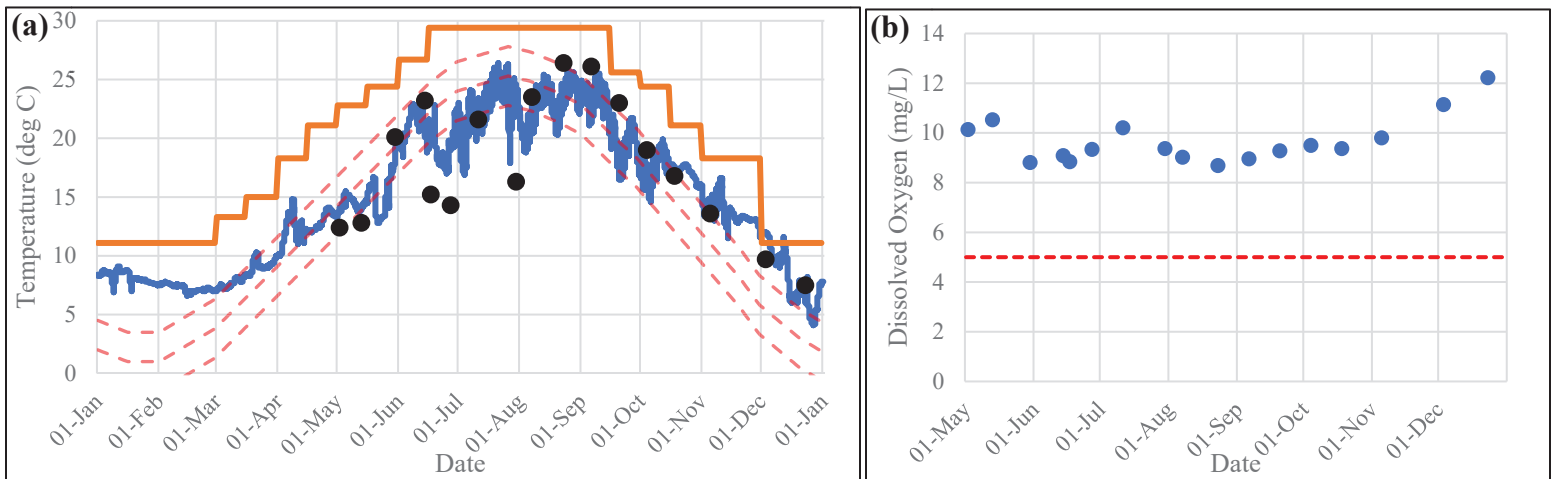 (a)
Temperature (deg C)
30
25
20
15
10
5
0
01-Jan
01-Feb
01-Mar
01-Apr
01-May
01-Jun
01-Jul
01-Aug
01-Sep
01-Oct
01-Nov
01-Dec
01-Jan
Date
(b)
Dissolved Oxygen (mg/L)
14
12
10
8
6
4
2
0
01-May
01-Jun
01-Jul
01-Aug
01-Sep
01-Oct
01-Nov
01-Dec
Date